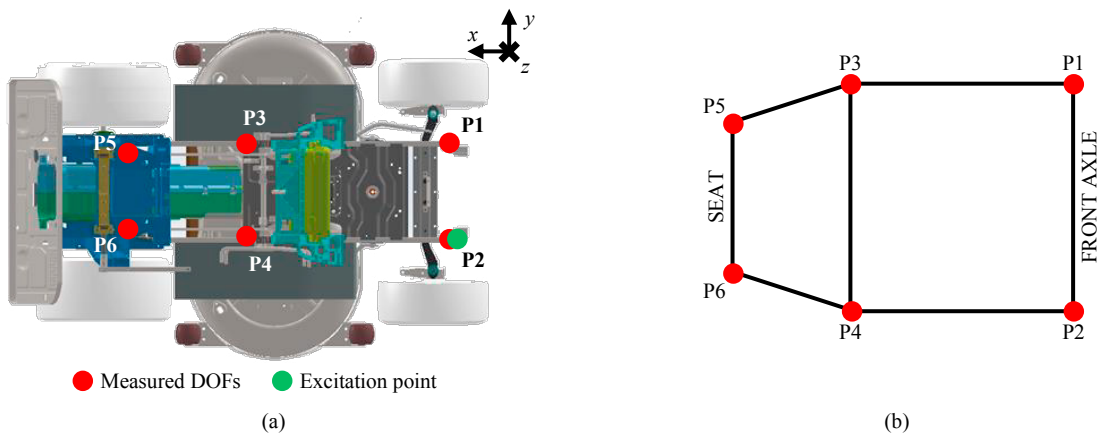 y
x
z
P1
P3
P5
P6
P4
P2
Measured DOFs
Excitation point
(a)
P3
P1
P5
SEAT
FRONT AXLE
P6
P4
P2
(b)